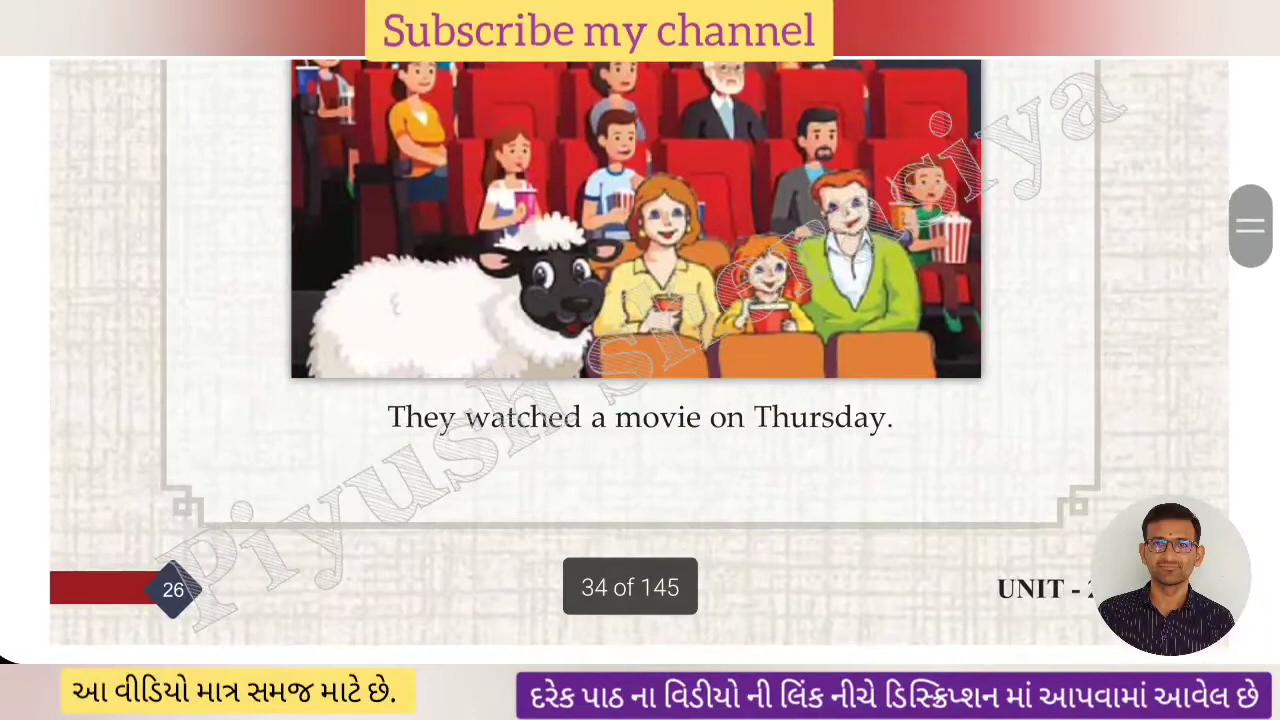 Subscribe my channel
They watched a movie on Thursday.
26
34 of 145
UNIT -
આ વીડિયો માત્ર સમજ માટે છે.
દરેક પાઠ ના વિડીયો ની લિંક નીચે ડિસ્ક્રિપ્શન માં આપવામાં આવેલ છે